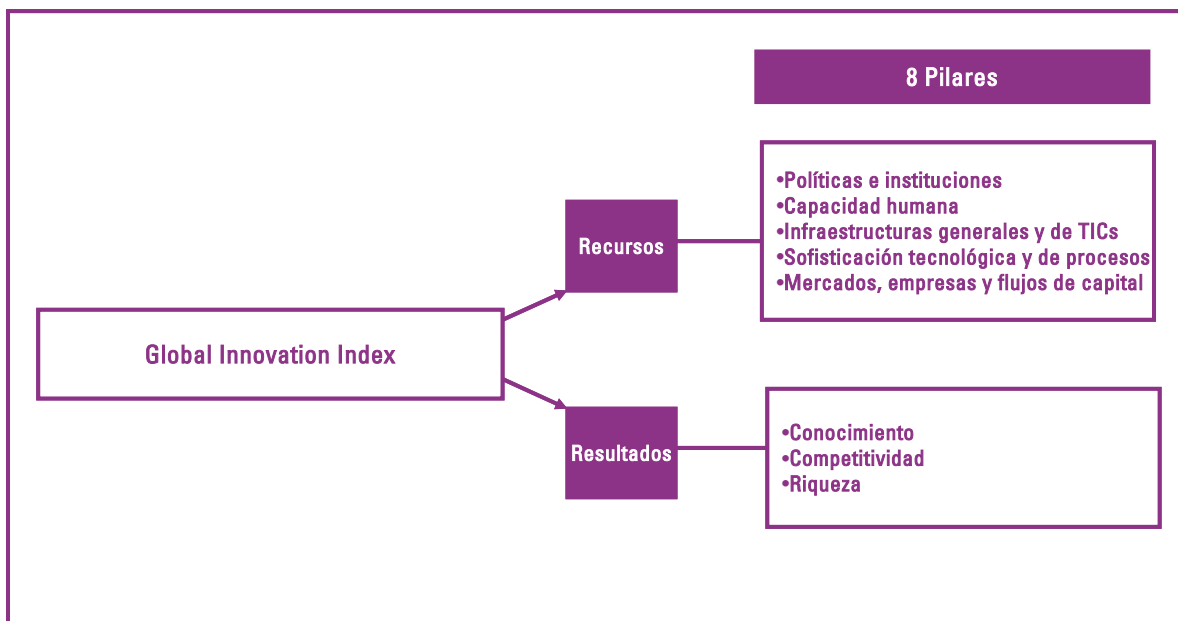 8 Pilares
•Políticas e instituciones
•Capacidad humana
•Infraestructuras generales y de TICs
•Sofisticación tecnológica y de procesos
•Mercados, empresas y flujos de capital
Recursos
Global Innovation Index
Resultados
•Conocimiento
•Competitividad
•Riqueza